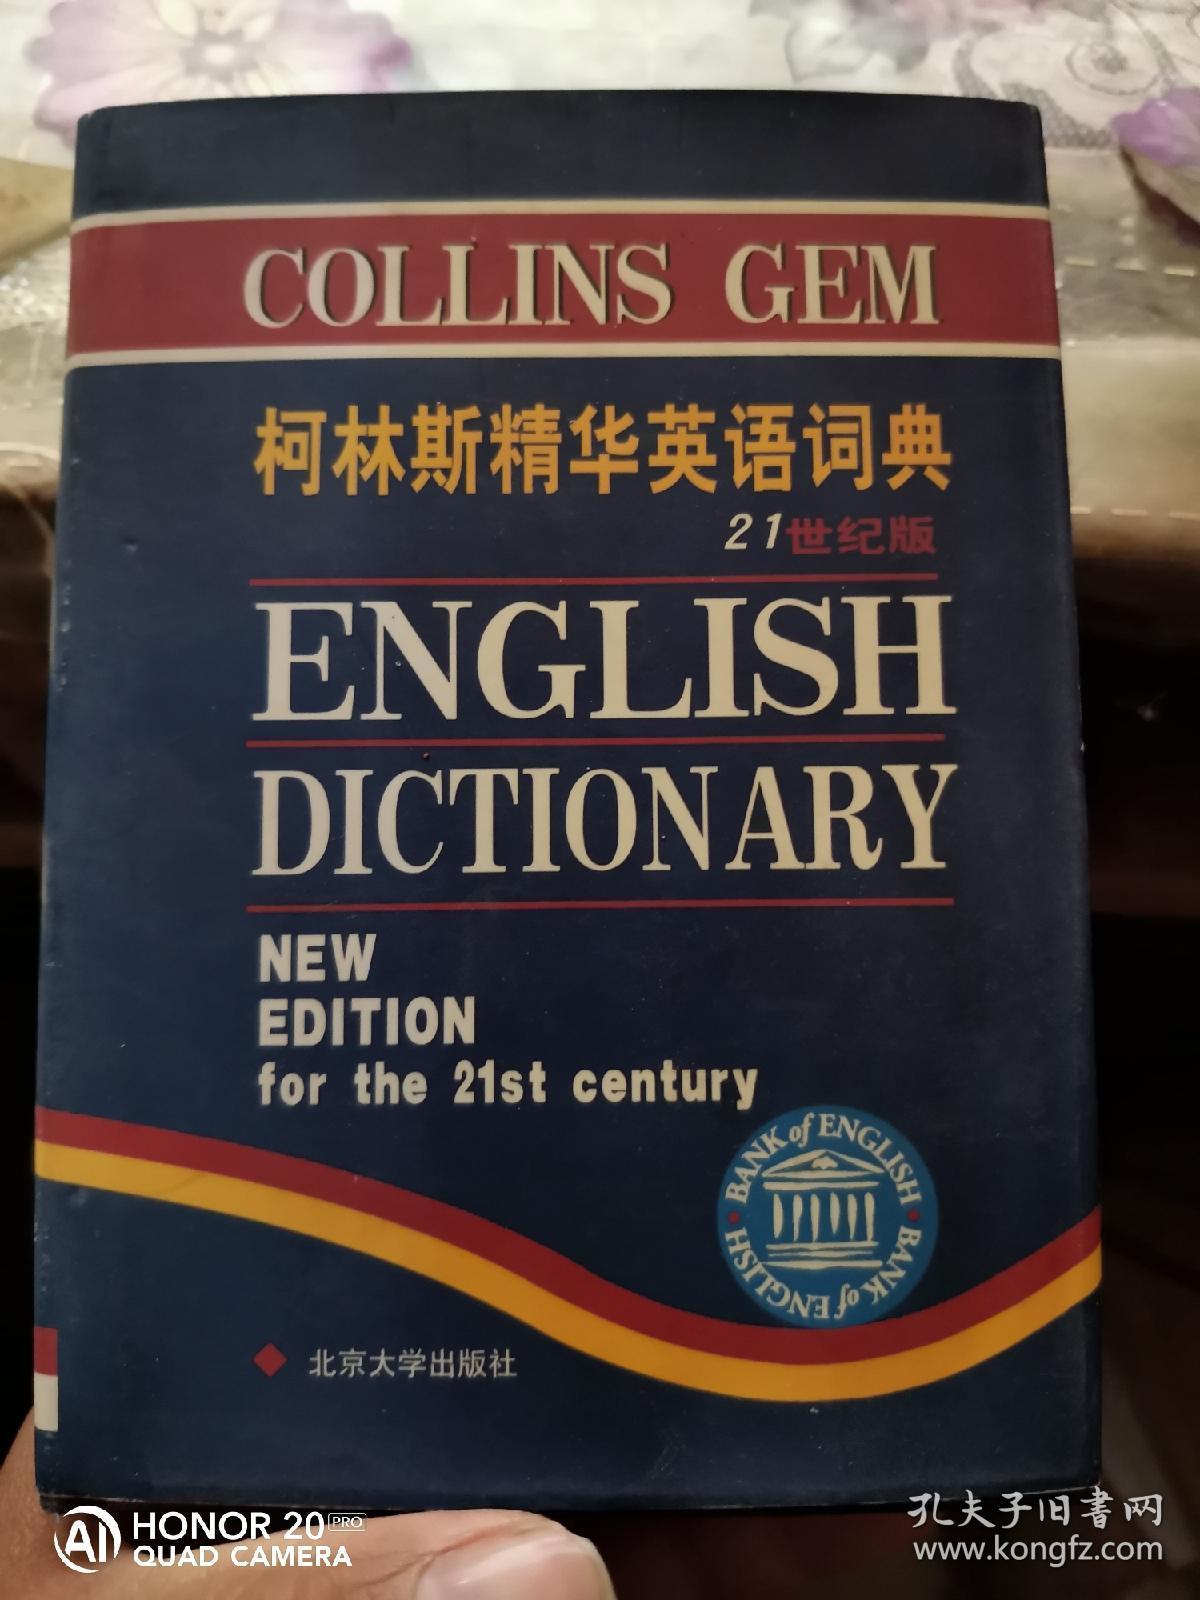 COLLINS GEM
柯林斯精华英语词典
21世纪版
ENGLISH
DICTIONARY
NEW
EDITION
for the 21st century
BANK of ENGLISH · BANK of ENGLISH ·
北京大学出版社
AI HONOR 20 PRO
QUAD CAMERA
孔夫子旧书网
www.kongfz.com